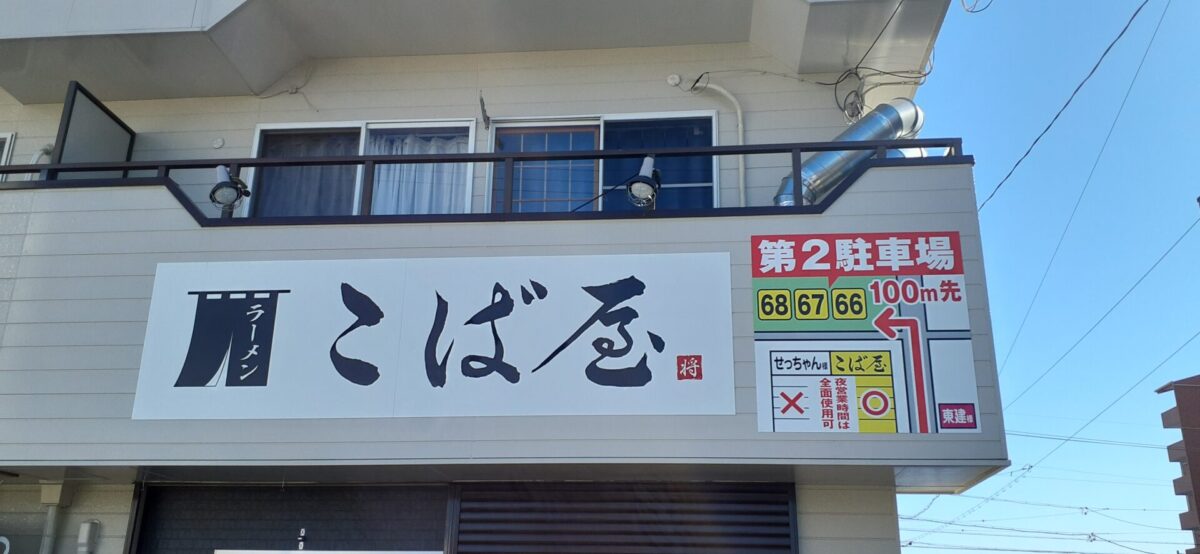 ラーメン
こば屋
将
第2駐車場
68 67 66
100m先
せっちゃん様 こば屋
夜営業時間は
全面使用可
東建様